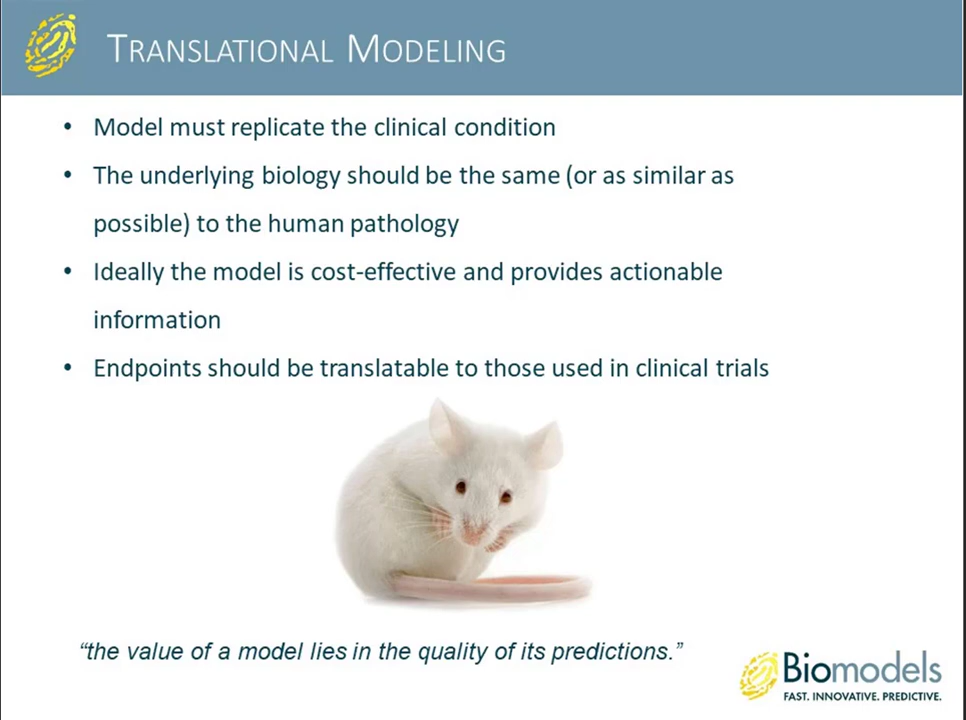 TRANSLATIONAL MODELING
• Model must replicate the clinical condition
• The underlying biology should be the same (or as similar as
possible) to the human pathology
• Ideally the model is cost-effective and provides actionable
information
• Endpoints should be translatable to those used in clinical trials
“the value of a model lies in the quality of its predictions.”
Biomodels
FAST. INNOVATIVE. PREDICTIVE.